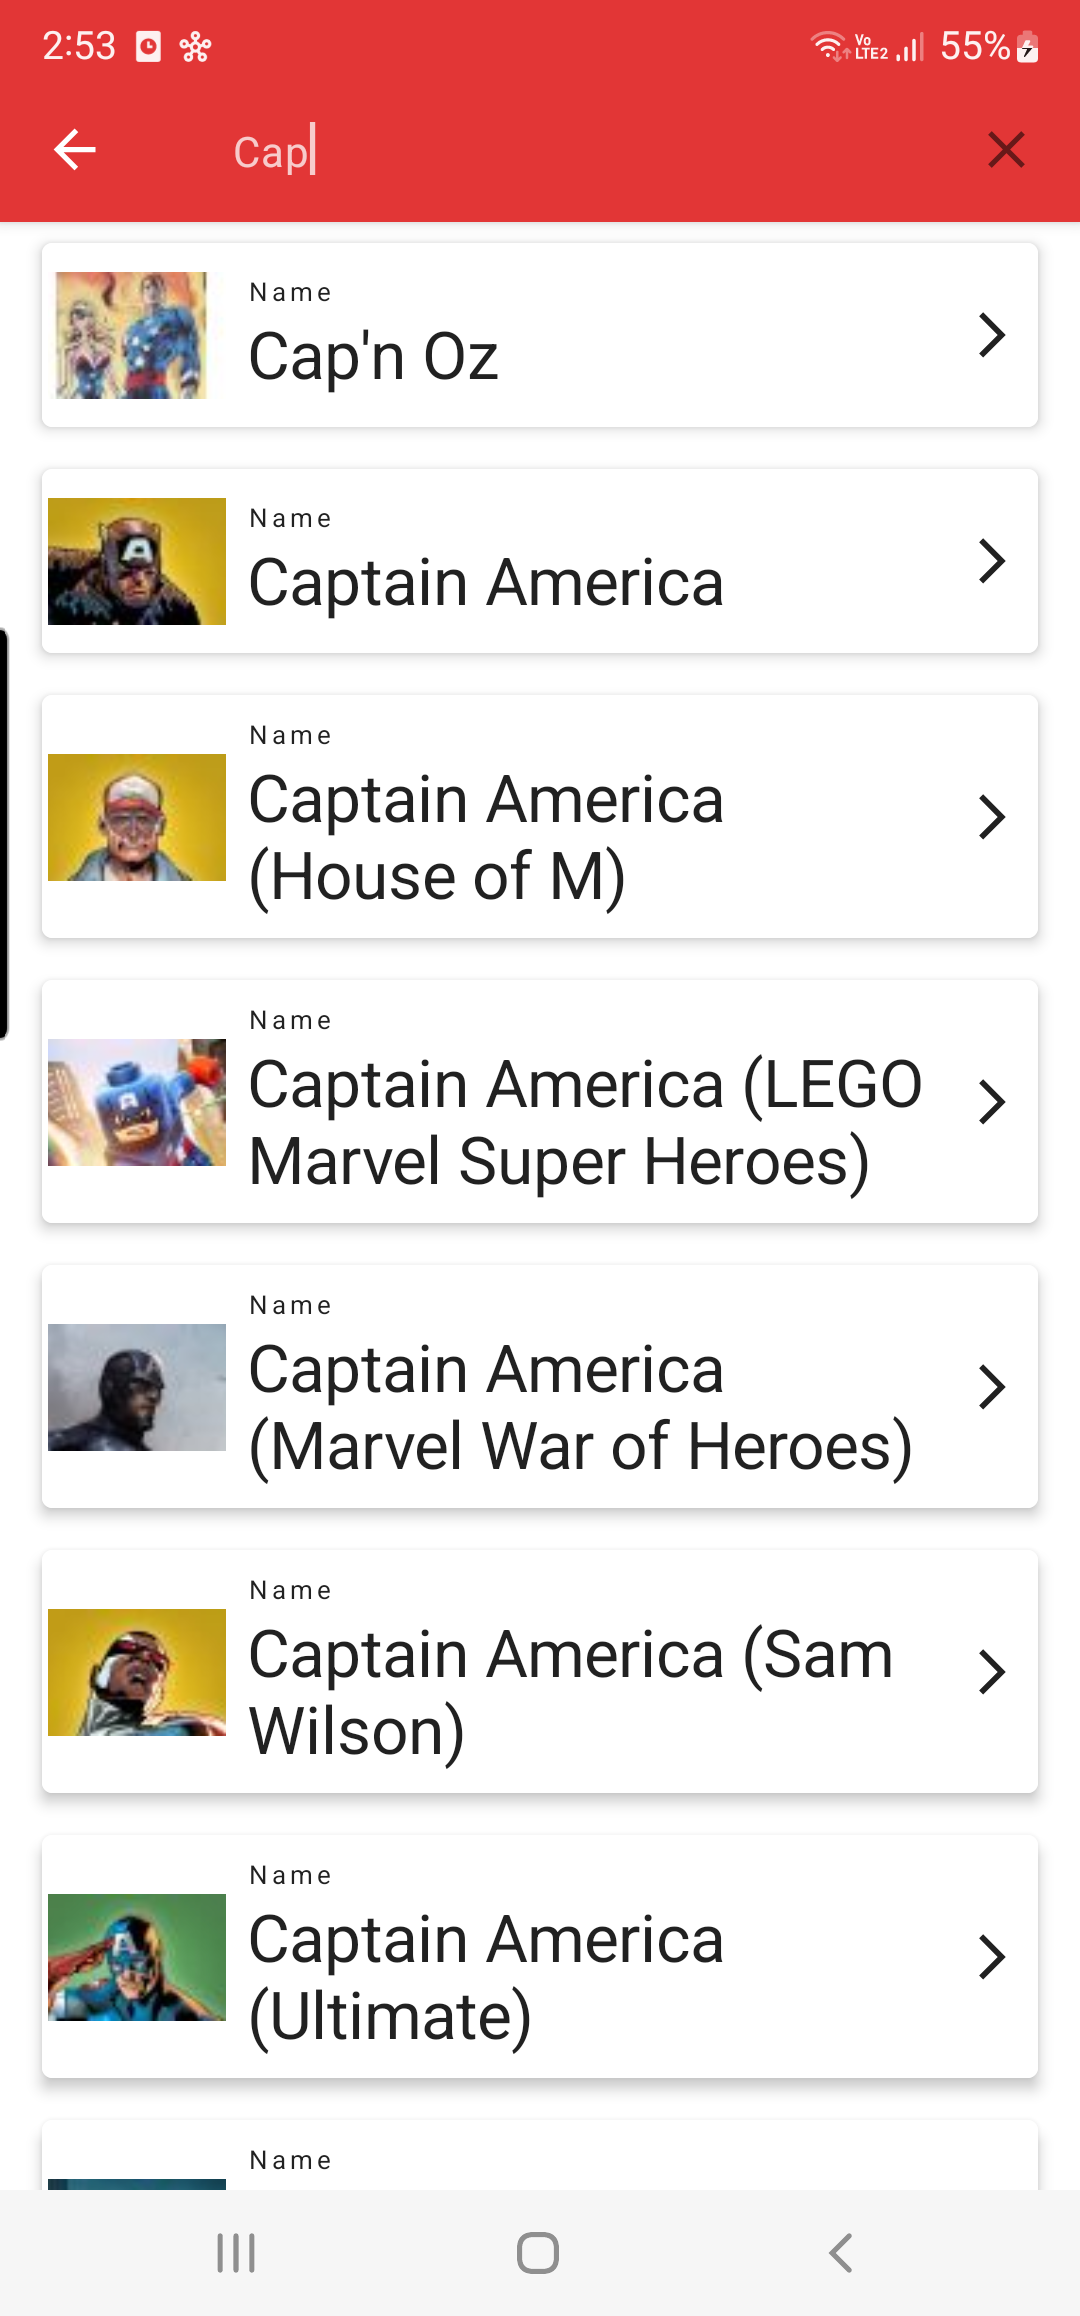 2:53
Vo
LTE2
55%
Cap
Name
Cap'n Oz
Name
Captain America
Name
Captain America
(House of M)
Name
Captain America (LEGO
Marvel Super Heroes)
Name
Captain America
(Marvel War of Heroes)
Name
Captain America (Sam
Wilson)
Name
Captain America
(Ultimate)
Name